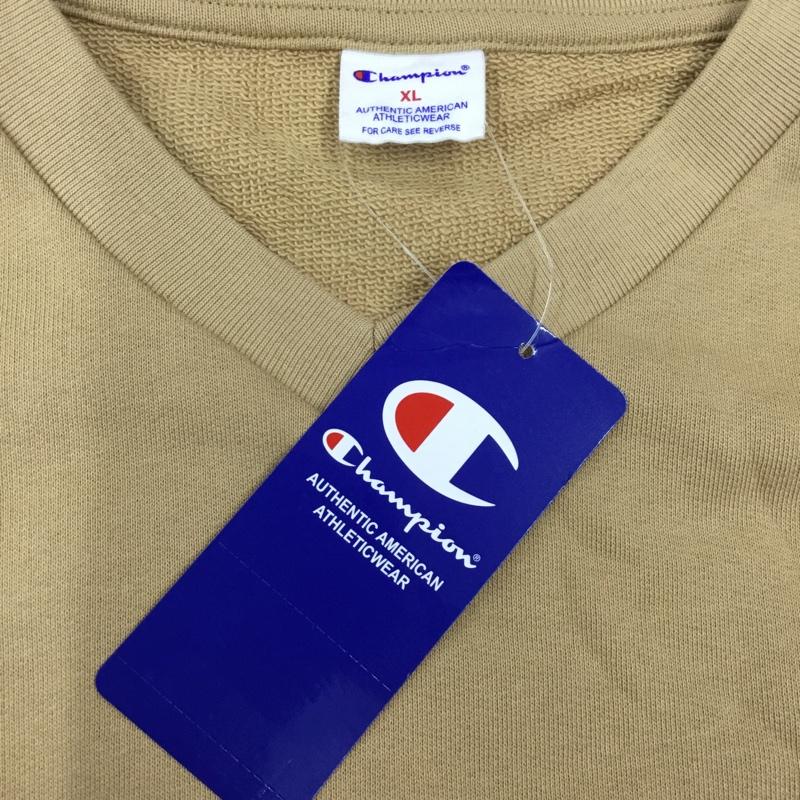 Champion®
XL
AUTHENTIC AMERICAN
ATHLETICWEAR
FOR CARE SEE REVERSE
Champion®
AUTHENTIC AMERICAN
ATHLETICWEAR